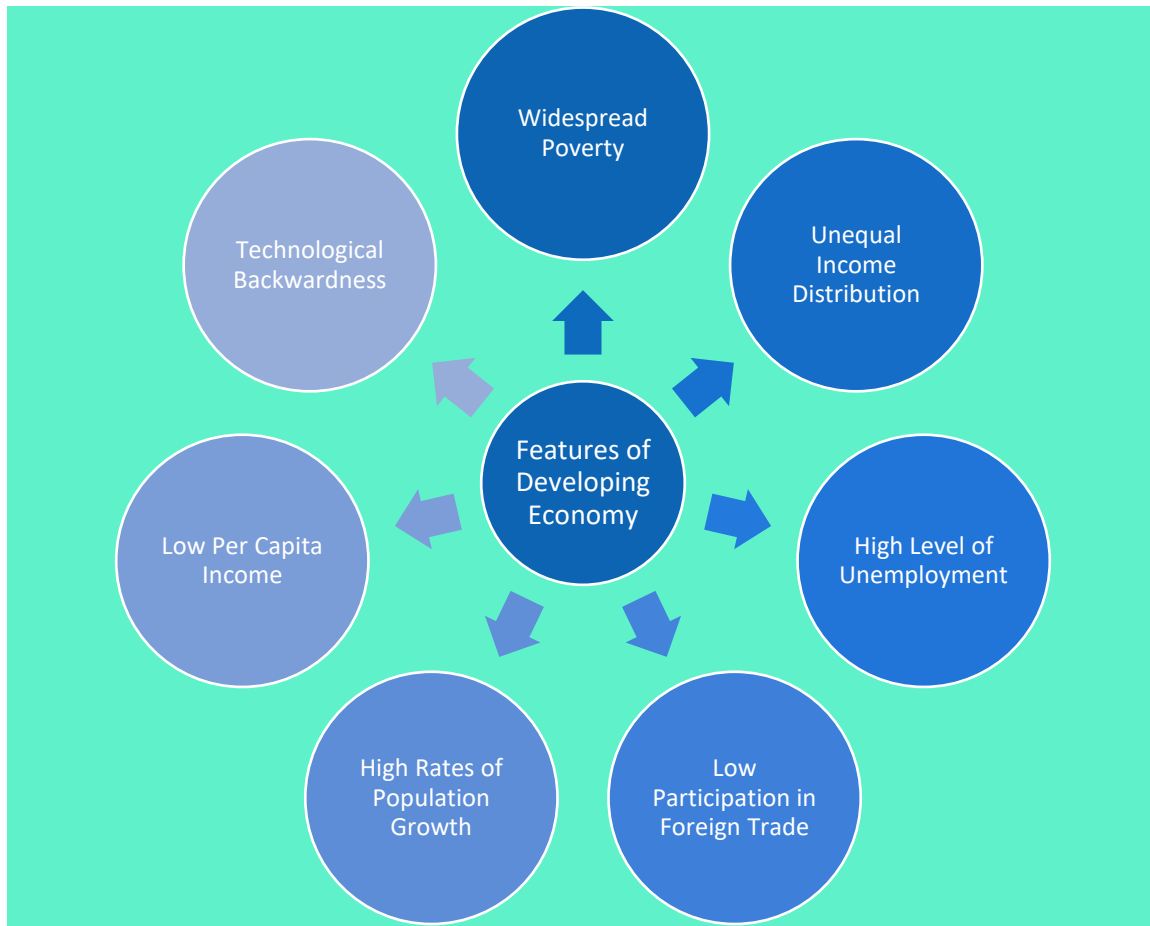 Widespread
Poverty
Unequal
Income
Distribution
High Level of
Unemployment
Low
Participation in
Foreign Trade
High Rates of
Population
Growth
Low Per Capita
Income
Technological
Backwardness
Features of
Developing
Economy